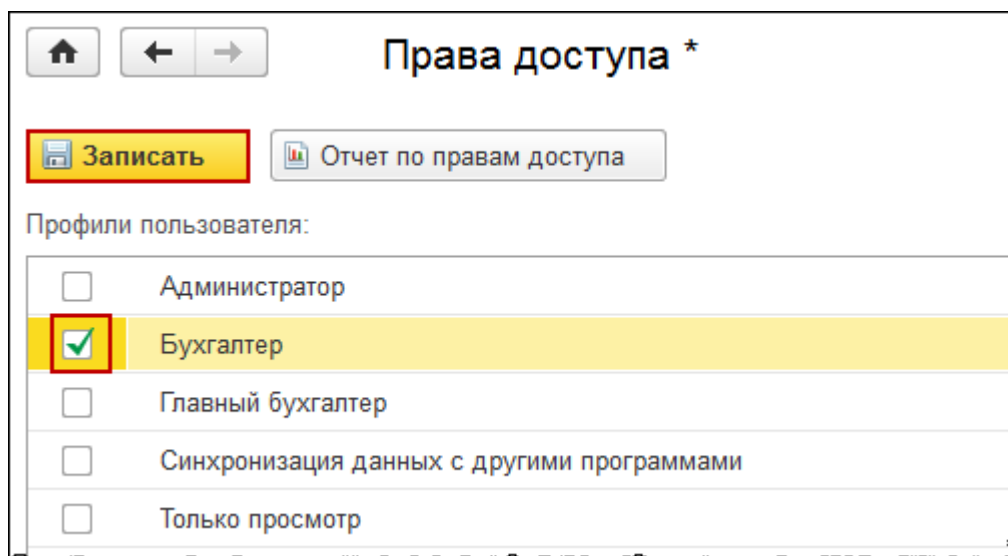 Права доступа *
Записать Отчет по правам доступа
Профили пользователя:
Администратор
Бухгалтер
Главный бухгалтер
Синхронизация данных с другими программами
Только просмотр